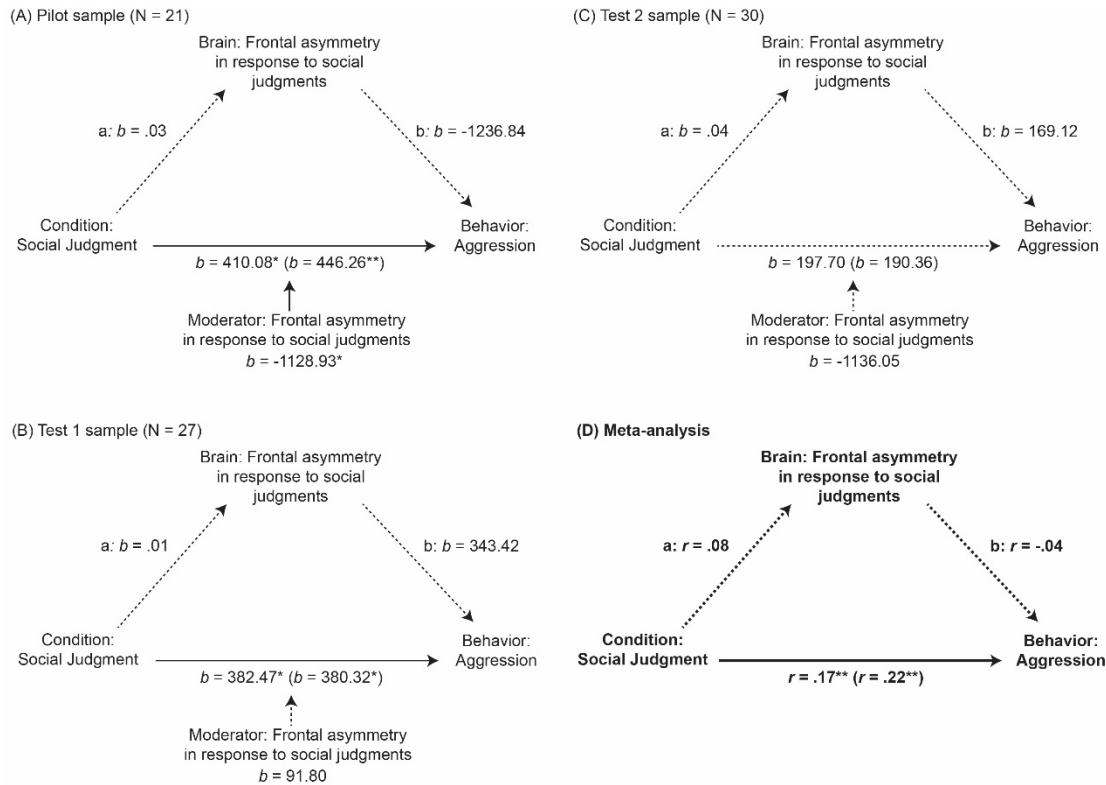 (A) Pilot sample (N = 21)
Brain: Frontal asymmetry
in response to social
judgments
a: b = .03
b: b = -1236.84
Condition:
Social Judgment
Behavior:
Aggression
b = 410.08* (b = 446.26**)
Moderator: Frontal asymmetry
in response to social judgments
b = -1128.93*
(C) Test 2 sample (N = 30)
Brain: Frontal asymmetry
in response to social
judgments
a: b = .04
b: b = 169.12
Condition:
Social Judgment
Behavior:
Aggression
b = 197.70 (b = 190.36)
Moderator: Frontal asymmetry
in response to social judgments
b = -1136.05
(B) Test 1 sample (N = 27)
Brain: Frontal asymmetry
in response to social
judgments
a: b = .01
b: b = 343.42
Condition:
Social Judgment
Behavior:
Aggression
b = 382.47* (b = 380.32*)
Moderator: Frontal asymmetry
in response to social judgments
b = 91.80
(D) Meta-analysis
Brain: Frontal asymmetry
in response to social
judgments
a: r = .08
b: r = -.04
Condition:
Social Judgment
Behavior:
Aggression
r = .17** (r = .22**)